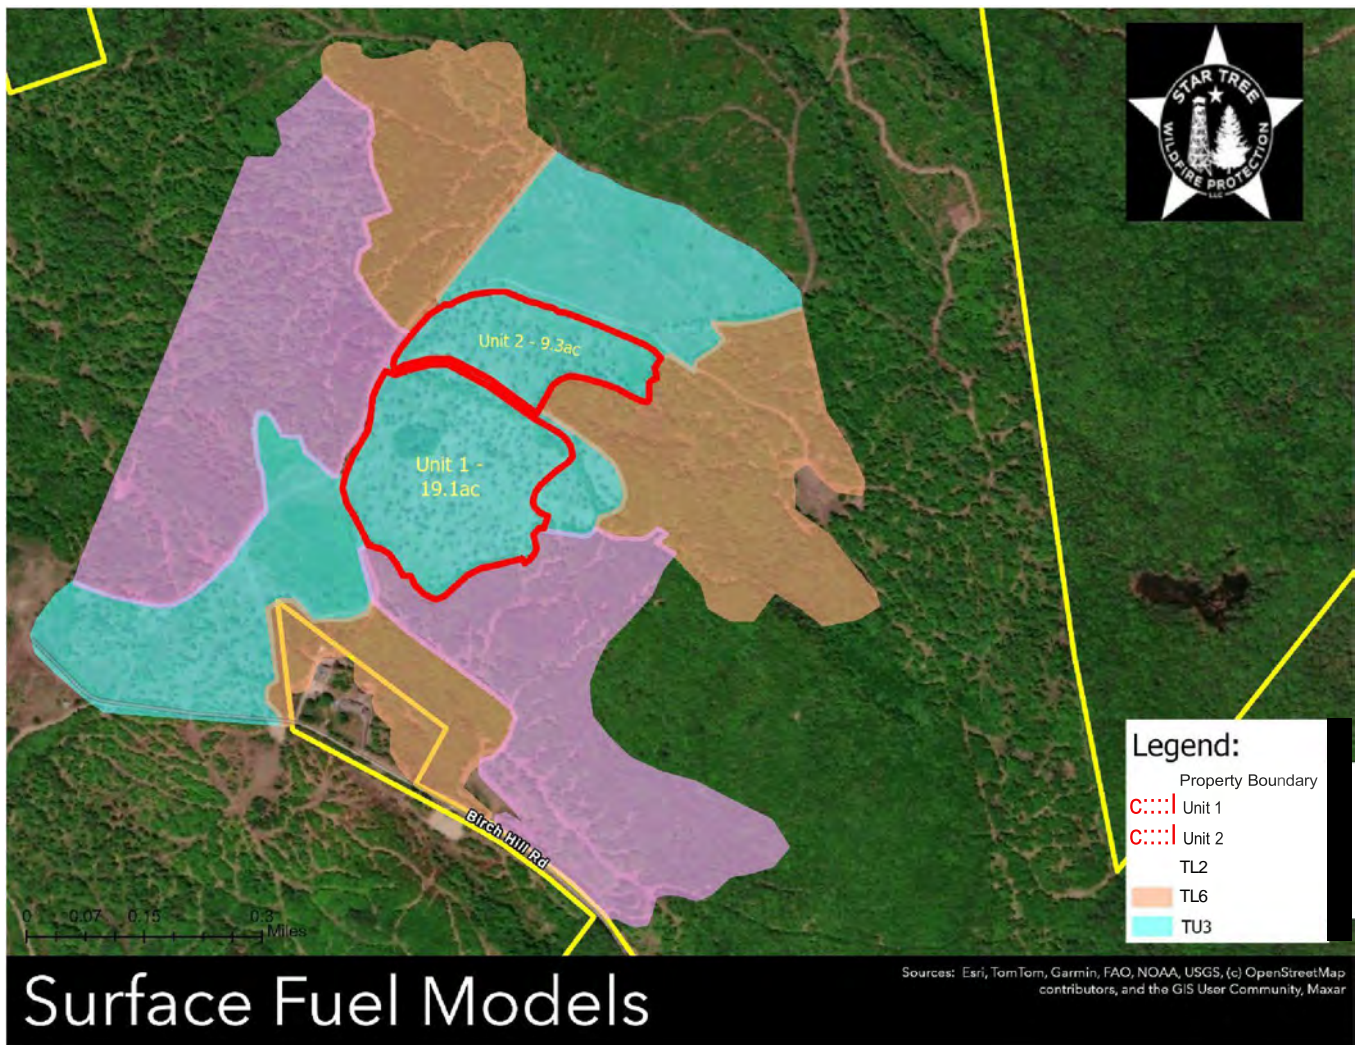 STAR TREE
WILDFIRE PROTECTION
LLC
Unit 2 - 9.3ac
Unit 1 -
19.1ac
Birch Hill Rd
Legend:
Property Boundary
Unit 1
Unit 2
TL2
TL6
TU3
0 0.07 0.15 0.3
Miles
Surface Fuel Models
Sources: Esri, TomTom, Garmin, FAO, NOAA, USGS, (c) OpenStreetMap
contributors, and the GIS User Community, Maxar